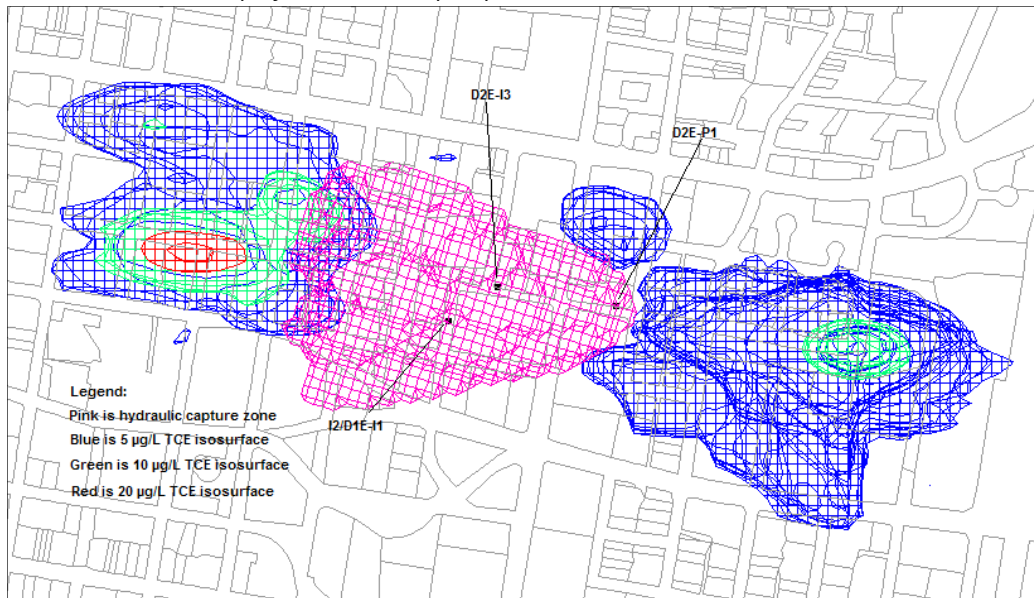 D2E-I3
D2E-P1
I2/D1E-I1
Legend:
Pink is hydraulic capture zone
Blue is 5 µg/L TCE isosurface
Green is 10 µg/L TCE isosurface
Red is 20 µg/L TCE isosurface